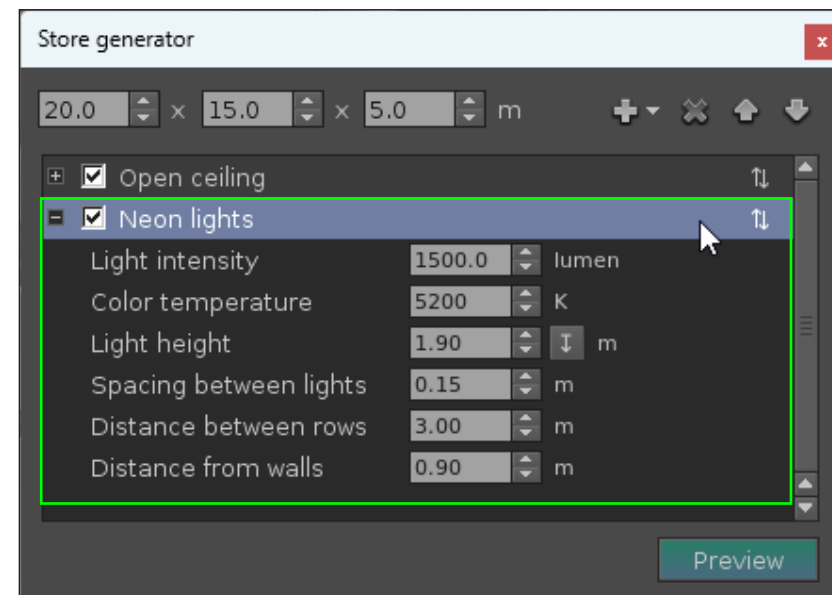 Store generator
x
20.0 x 15.0 x 5.0 m
Open ceiling
Neon lights
Light intensity 1500.0 lumen
Color temperature 5200 K
Light height 1.90 m
Spacing between lights 0.15 m
Distance between rows 3.00 m
Distance from walls 0.90 m
Preview